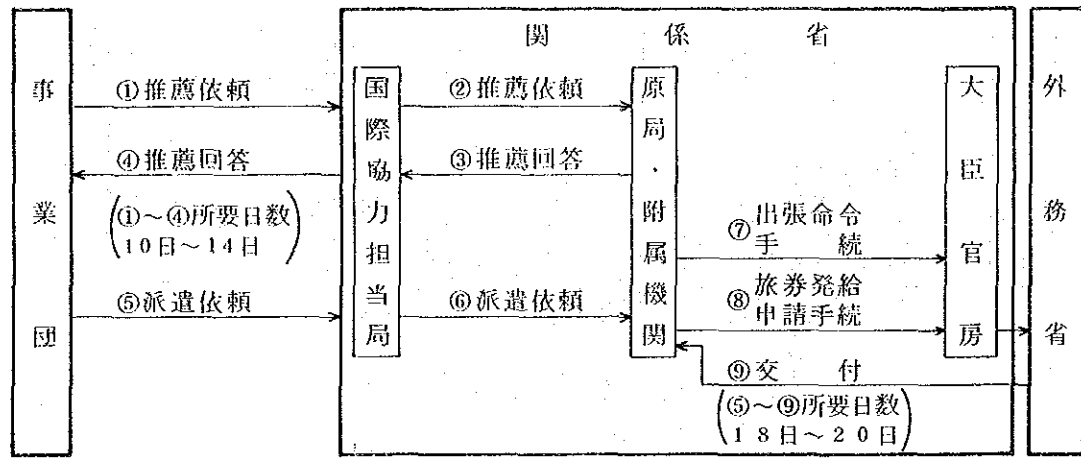 関係省
事業団
国際協力担当局
原局・附属機関
大臣官房
外務省
①推薦依頼
②推薦依頼
④推薦回答
③推薦回答
(①～④所要日数
10日～14日)
⑦出張命令
手続
⑤派遣依頼
⑥派遣依頼
⑧旅券発給
申請手続
⑨交付
(⑤～⑨所要日数
18日～20日)